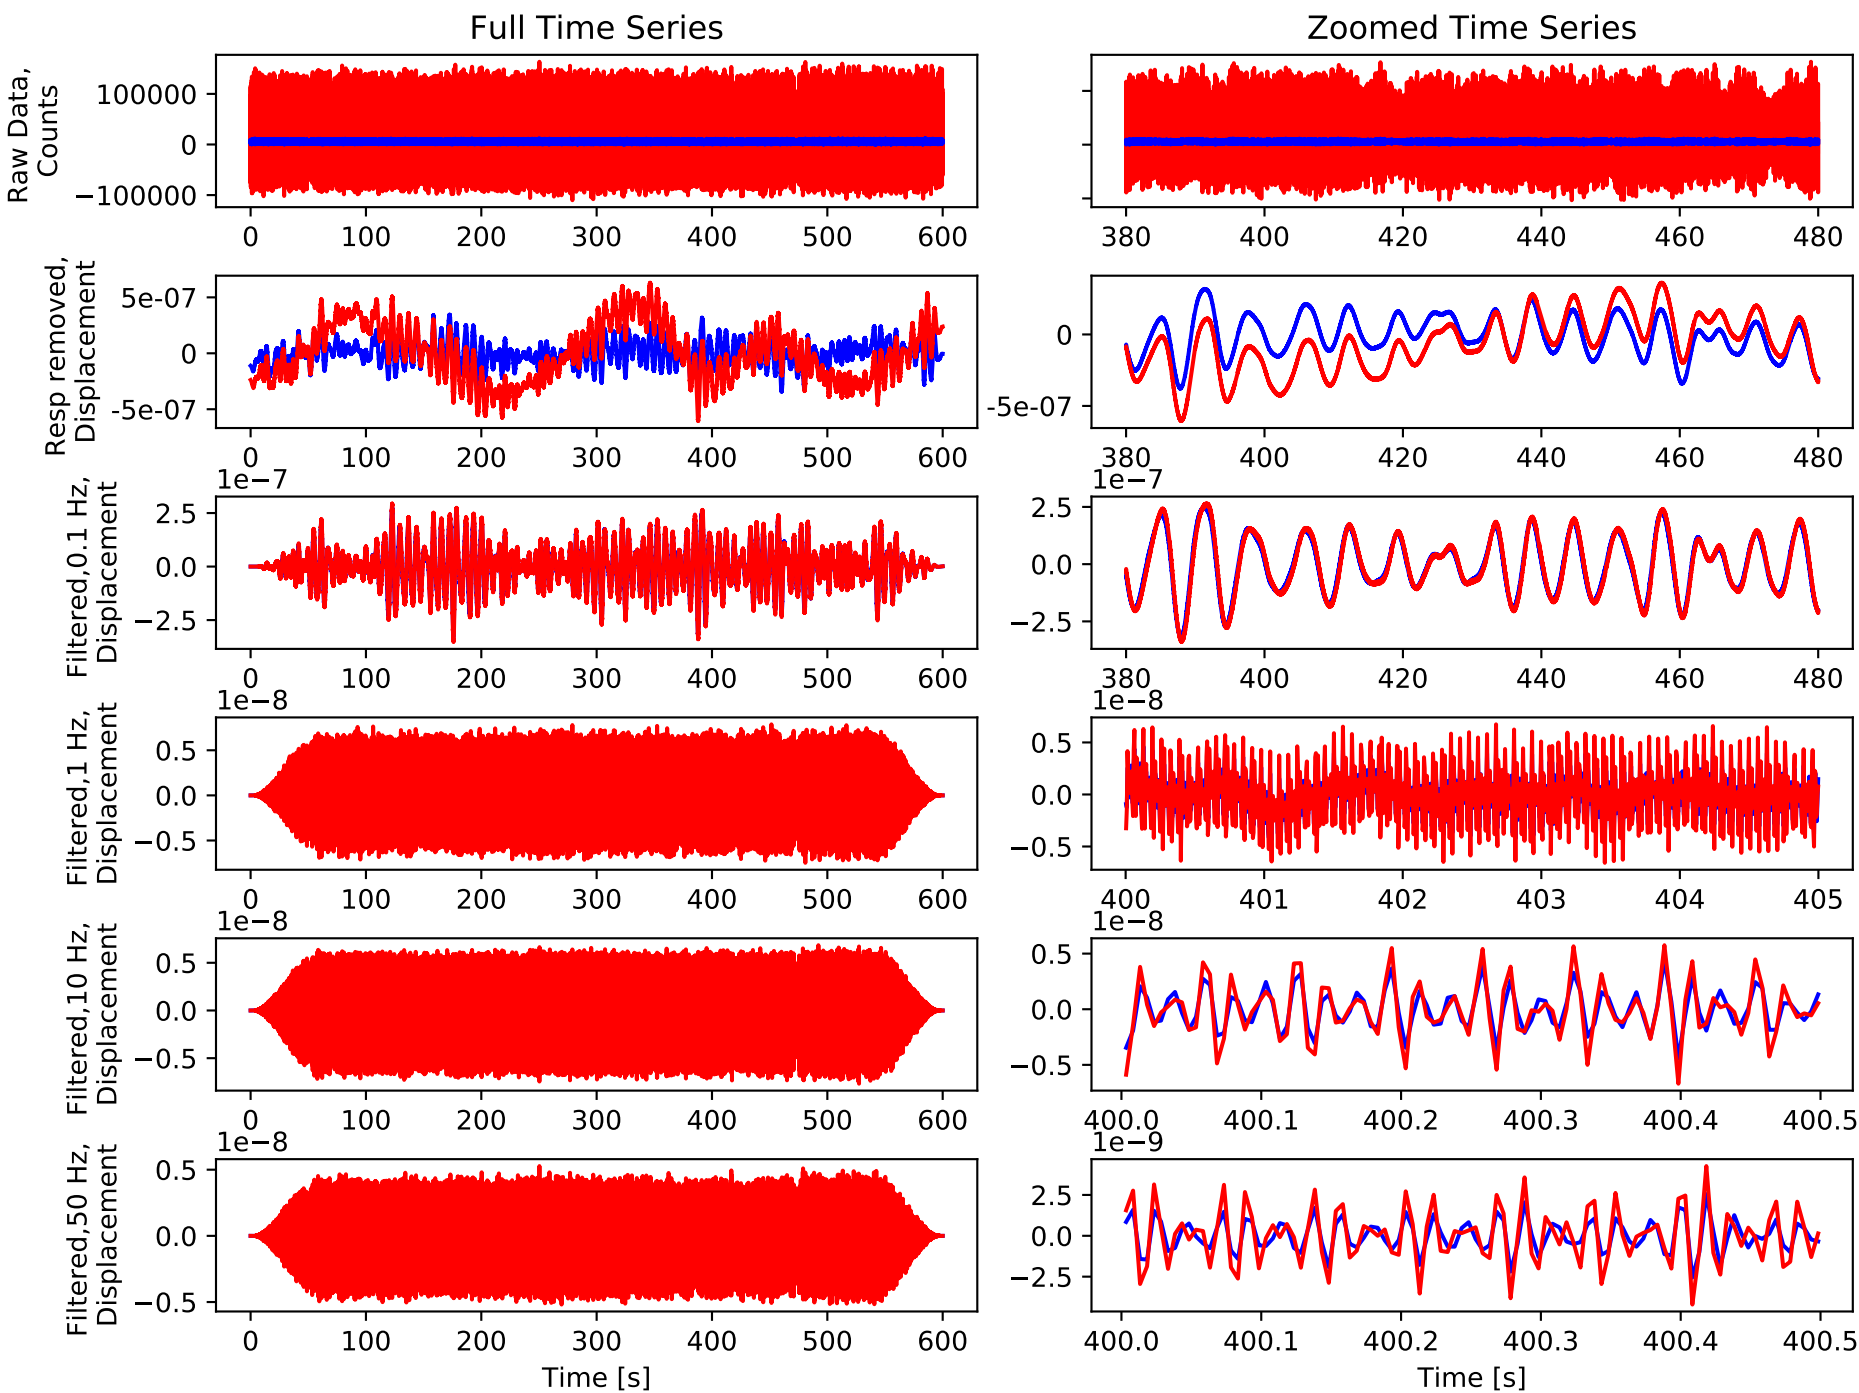 Full Time Series
Zoomed Time Series
Raw Data,
Counts
100000
0
−100000
0 100 200 300 400 500 600
380 400 420 440 460 480
Resp removed,
Displacement
5e-07
0
-5e-07
0 100 200 300 400 500 600
0
-5e-07
380 400 420 440 460 480
Filtered,0.1 Hz,
Displacement
1e−7
2.5
0.0
−2.5
0 100 200 300 400 500 600
1e−7
2.5
0.0
−2.5
380 400 420 440 460 480
Filtered,1 Hz,
Displacement
1e−8
0.5
0.0
−0.5
0 100 200 300 400 500 600
1e−8
0.5
0.0
−0.5
400 401 402 403 404 405
Filtered,10 Hz,
Displacement
1e−8
0.5
0.0
−0.5
0 100 200 300 400 500 600
1e−8
0.5
0.0
−0.5
400.0 400.1 400.2 400.3 400.4 400.5
Filtered,50 Hz,
Displacement
1e−8
0.5
0.0
−0.5
0 100 200 300 400 500 600
Time [s]
1e−9
2.5
0.0
−2.5
400.0 400.1 400.2 400.3 400.4 400.5
Time [s]